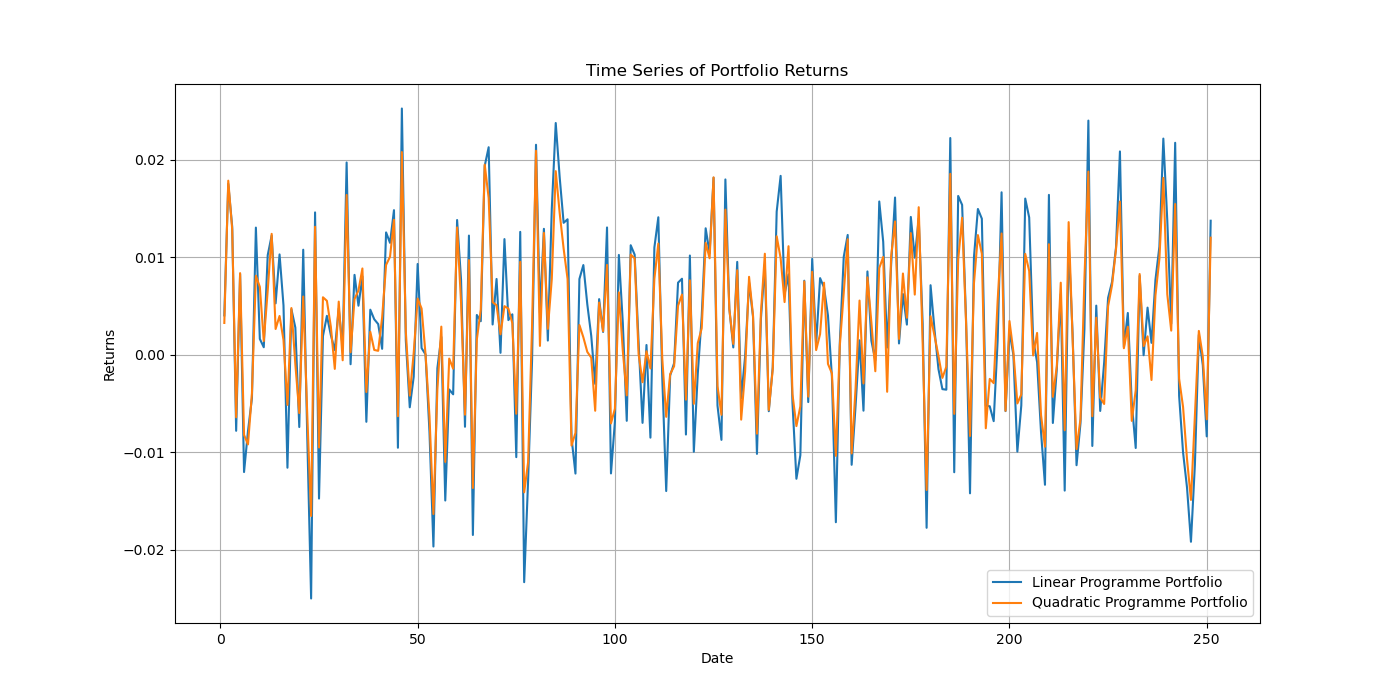 Time Series of Portfolio Returns
Returns
0.02
0.01
0.00
−0.01
−0.02
0 50 100 150 200 250
Date
Linear Programme Portfolio
Quadratic Programme Portfolio